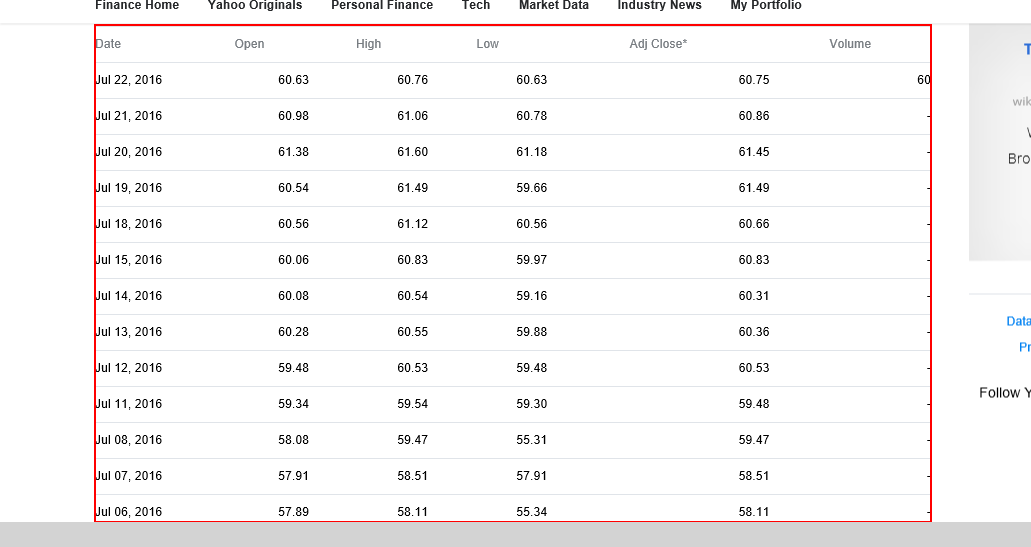 Finance Home Yahoo Originals Personal Finance Tech Market Data Industry News My Portfolio
Date Open High Low Adj Close* Volume
Jul 22, 2016 60.63 60.76 60.63 60.75 60
Jul 21, 2016 60.98 61.06 60.78 60.86 -
Jul 20, 2016 61.38 61.60 61.18 61.45 -
Jul 19, 2016 60.54 61.49 59.66 61.49 -
Jul 18, 2016 60.56 61.12 60.56 60.66 -
Jul 15, 2016 60.06 60.83 59.97 60.83 -
Jul 14, 2016 60.08 60.54 59.16 60.31 -
Jul 13, 2016 60.28 60.55 59.88 60.36 -
Jul 12, 2016 59.48 60.53 59.48 60.53 -
Jul 11, 2016 59.34 59.54 59.30 59.48 -
Jul 08, 2016 58.08 59.47 55.31 59.47 -
Jul 07, 2016 57.91 58.51 57.91 58.51 -
Jul 06, 2016 57.89 58.11 55.34 58.11 -
T
wik
Bro
Data
Pr
Follow Y